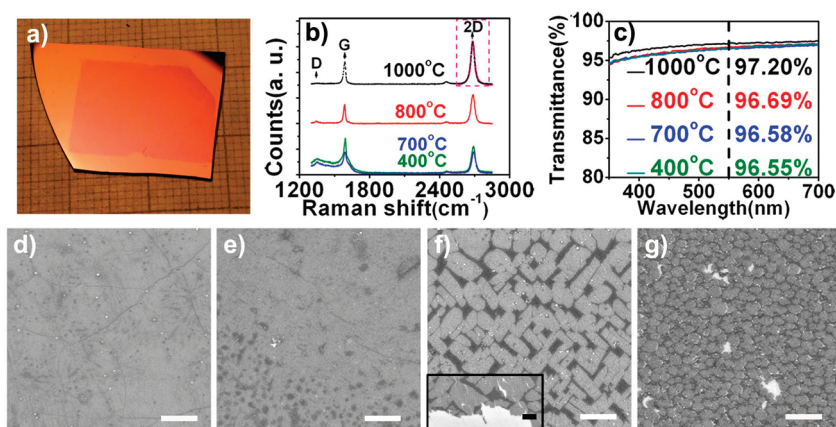 a)
b)
Counts(a. u.)
D
G
2D
1000°C
800°C
700°C
400°C
1200
1800
2400
3000
Raman shift(cm⁻¹)
c)
Transmittance(%)
100
95
90
85
80
1000°C 97.20%
800°C 96.69%
700°C 96.58%
400°C 96.55%
400
500
600
700
Wavelength(nm)
d)
e)
f)
g)